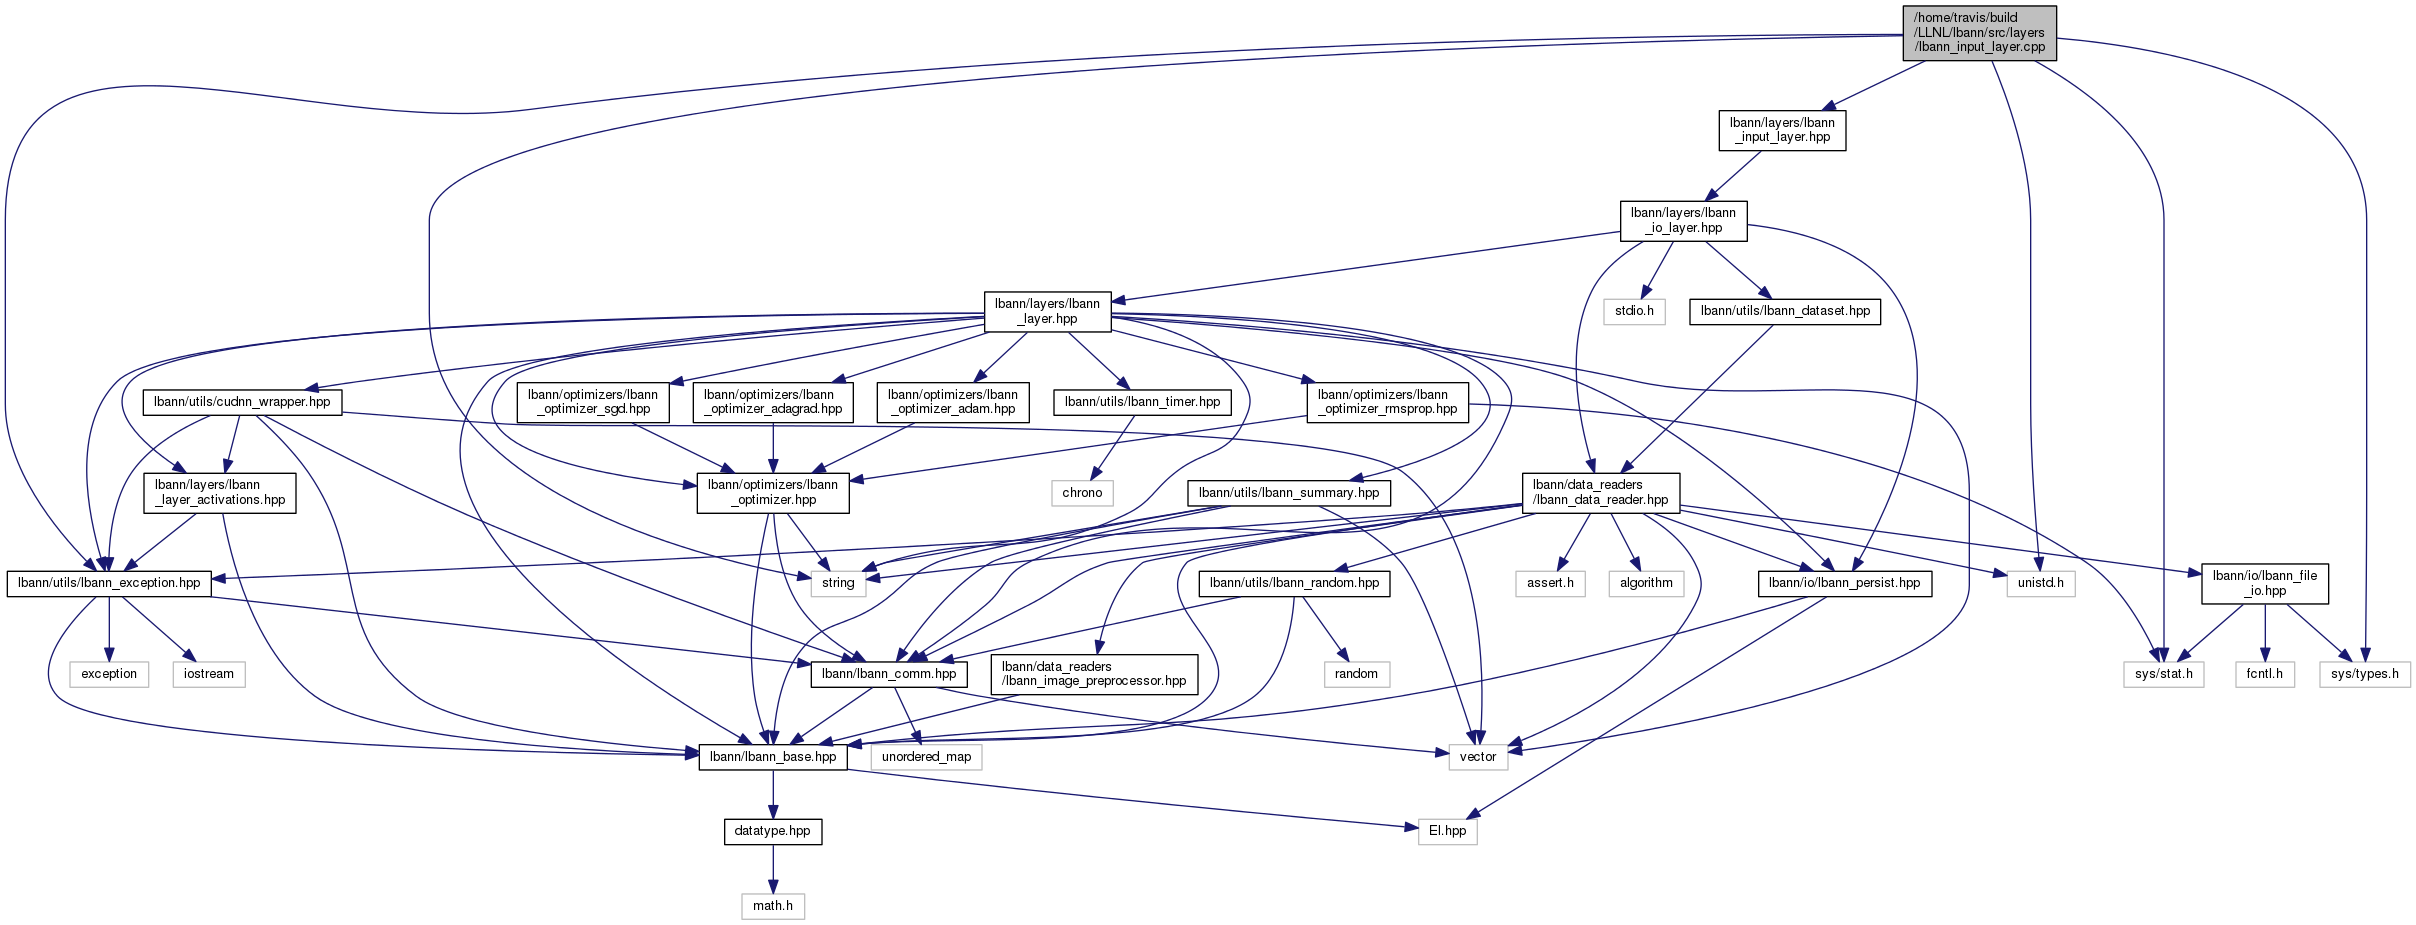 /home/travis/build
/LLNL/lbann/src/layers
/lbann_input_layer.cpp
lbann/layers/lbann
_input_layer.hpp
lbann/layers/lbann
_io_layer.hpp
lbann/layers/lbann
_layer.hpp
stdio.h
lbann/utils/lbann_dataset.hpp
lbann/utils/cudnn_wrapper.hpp
lbann/optimizers/lbann
_optimizer_sgd.hpp
lbann/optimizers/lbann
_optimizer_adagrad.hpp
lbann/optimizers/lbann
_optimizer_adam.hpp
lbann/utils/lbann_timer.hpp
lbann/optimizers/lbann
_optimizer_rmsprop.hpp
lbann/layers/lbann
_layer_activations.hpp
lbann/optimizers/lbann
_optimizer.hpp
chrono
lbann/utils/lbann_summary.hpp
lbann/data_readers
/lbann_data_reader.hpp
lbann/utils/lbann_exception.hpp
string
lbann/utils/lbann_random.hpp
assert.h
algorithm
lbann/io/lbann_persist.hpp
unistd.h
lbann/io/lbann_file
_io.hpp
exception
iostream
lbann/lbann_comm.hpp
lbann/data_readers
/lbann_image_preprocessor.hpp
random
sys/stat.h
fcntl.h
sys/types.h
lbann/lbann_base.hpp
unordered_map
vector
datatype.hpp
El.hpp
math.h